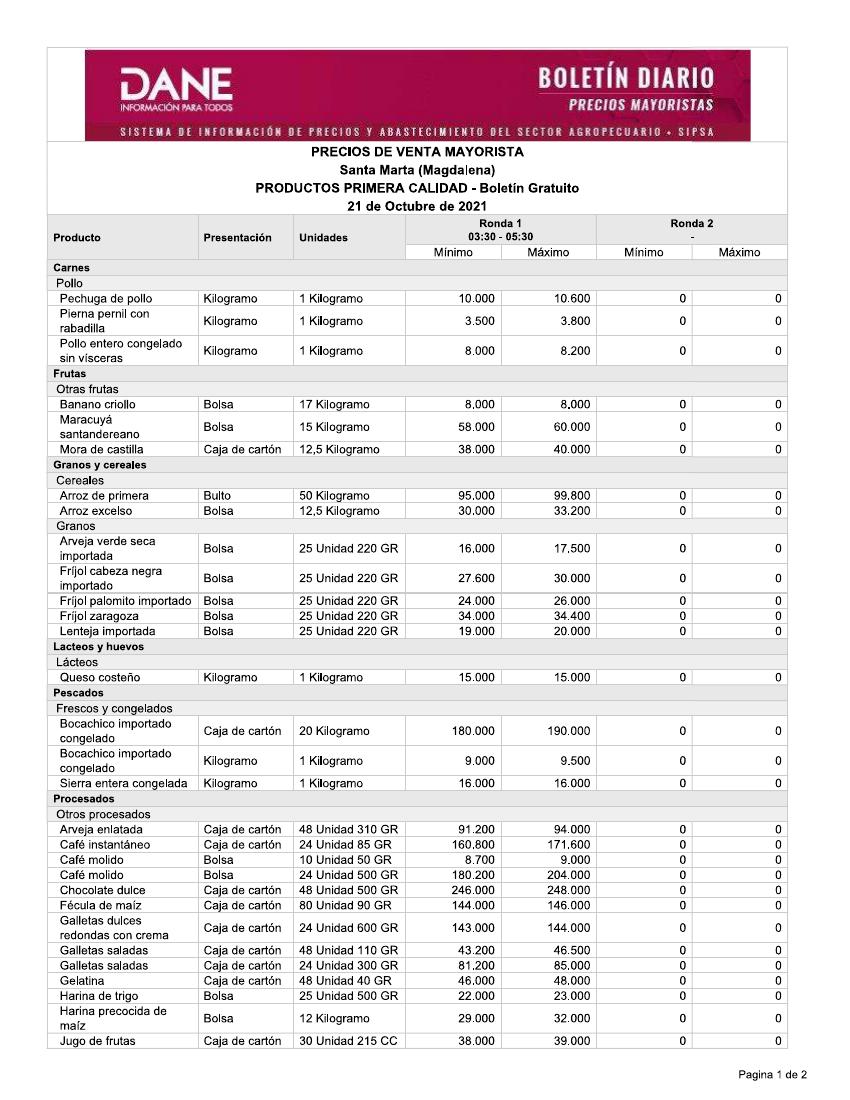 DANE
INFORMACIÓN PARA TODOS
BOLETÍN DIARIO
PRECIOS MAYORISTAS
SISTEMA DE INFORMACIÓN DE PRECIOS Y ABASTECIMIENTO DEL SECTOR AGROPECUARIO • SIPSA
PRECIOS DE VENTA MAYORISTA
Santa Marta (Magdalena)
PRODUCTOS PRIMERA CALIDAD - Boletín Gratuito
21 de Octubre de 2021
Producto Presentación Unidades Ronda 1 Ronda 2
03:30 - 05:30 -
Mínimo Máximo Mínimo Máximo
Carnes
Pollo
Pechuga de pollo Kilogramo 1 Kilogramo 10.000 10.600 0 0
Pierna pernil con
rabadilla Kilogramo 1 Kilogramo 3.500 3.800 0 0
Pollo entero congelado
sin vísceras Kilogramo 1 Kilogramo 8.000 8.200 0 0
Frutas
Otras frutas
Banano criollo Bolsa 17 Kilogramo 8.000 8.000 0 0
Maracuyá
santandereano Bolsa 15 Kilogramo 58.000 60.000 0 0
Mora de castilla Caja de cartón 12,5 Kilogramo 38.000 40.000 0 0
Granos y cereales
Cereales
Arroz de primera Bulto 50 Kilogramo 95.000 99.800 0 0
Arroz excelso Bolsa 12,5 Kilogramo 30.000 33.200 0 0
Granos
Arveja verde seca
importada Bolsa 25 Unidad 220 GR 16.000 17.500 0 0
Fríjol cabeza negra
importado Bolsa 25 Unidad 220 GR 27.600 30.000 0 0
Fríjol palomito importado Bolsa 25 Unidad 220 GR 24.000 26.000 0 0
Fríjol zaragoza Bolsa 25 Unidad 220 GR 34.000 34.400 0 0
Lenteja importada Bolsa 25 Unidad 220 GR 19.000 20.000 0 0
Lacteos y huevos
Lácteos
Queso costeño Kilogramo 1 Kilogramo 15.000 15.000 0 0
Pescados
Frescos y congelados
Bocachico importado
congelado Caja de cartón 20 Kilogramo 180.000 190.000 0 0
Bocachico importado
congelado Kilogramo 1 Kilogramo 9.000 9.500 0 0
Sierra entera congelada Kilogramo 1 Kilogramo 16.000 16.000 0 0
Procesados
Otros procesados
Arveja enlatada Caja de cartón 48 Unidad 310 GR 91.200 94.000 0 0
Café instantáneo Caja de cartón 24 Unidad 85 GR 160.800 171.600 0 0
Café molido Bolsa 10 Unidad 50 GR 8.700 9.000 0 0
Café molido Bolsa 24 Unidad 500 GR 180.200 204.000 0 0
Chocolate dulce Caja de cartón 48 Unidad 500 GR 246.000 248.000 0 0
Fécula de maíz Caja de cartón 80 Unidad 90 GR 144.000 146.000 0 0
Galletas dulces
redondas con crema Caja de cartón 24 Unidad 600 GR 143.000 144.000 0 0
Galletas saladas Caja de cartón 48 Unidad 110 GR 43.200 46.500 0 0
Galletas saladas Caja de cartón 24 Unidad 300 GR 81.200 85.000 0 0
Gelatina Caja de cartón 48 Unidad 40 GR 46.000 48.000 0 0
Harina de trigo Bolsa 25 Unidad 500 GR 22.000 23.000 0 0
Harina precocida de
maíz Bolsa 12 Kilogramo 29.000 32.000 0 0
Jugo de frutas Caja de cartón 30 Unidad 215 CC 38.000 39.000 0 0
Pagina 1 de 2